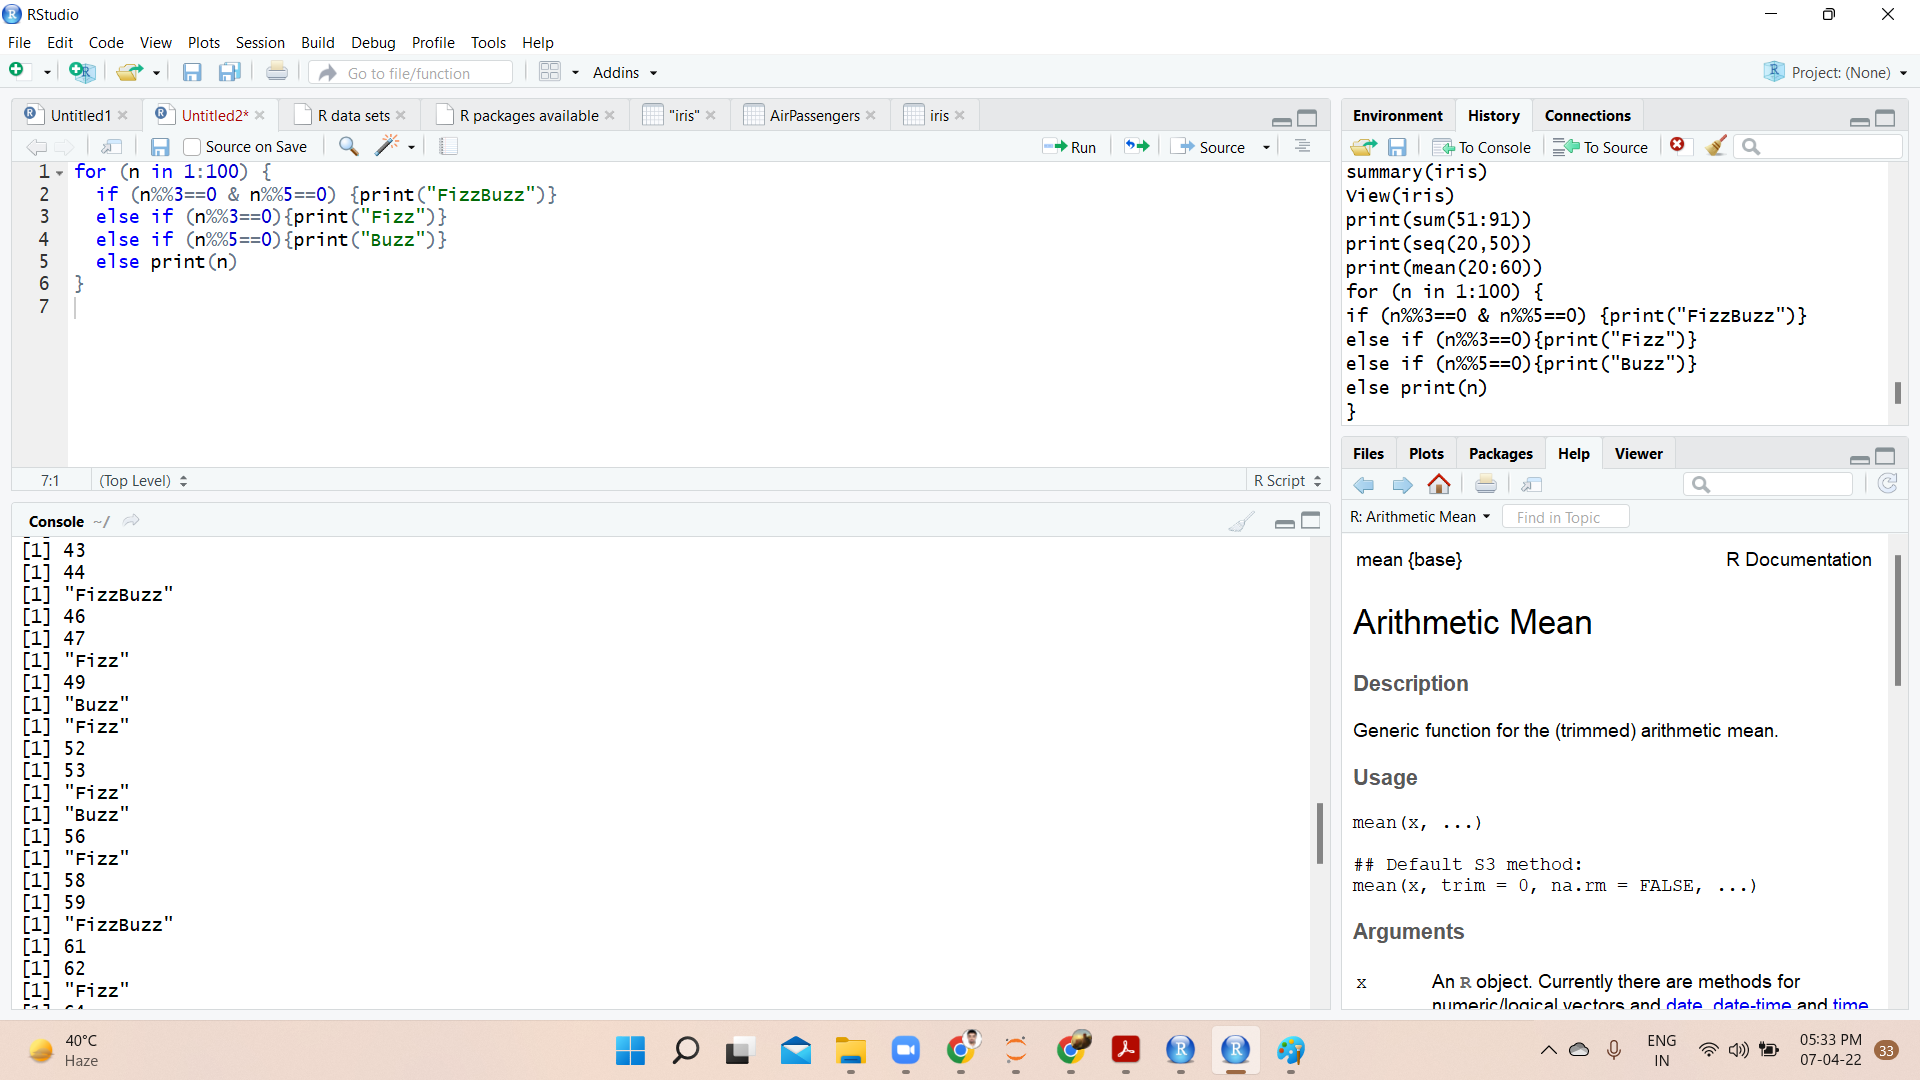 RStudio
File Edit Code View Plots Session Build Debug Profile Tools Help
Go to file/function Addins Project: (None)
Untitled1 Untitled2* R data sets R packages available "iris" AirPassengers iris
Source on Save Run Source
1 for (n in 1:100) {
2 if (n%%3==0 & n%%5==0) {print("FizzBuzz")}
3 else if (n%%3==0){print("Fizz")}
4 else if (n%%5==0){print("Buzz")}
5 else print(n)
6 }
7
7:1 (Top Level) R Script
Console ~/
[1] 43
[1] 44
[1] "FizzBuzz"
[1] 46
[1] 47
[1] "Fizz"
[1] 49
[1] "Buzz"
[1] "Fizz"
[1] 52
[1] 53
[1] "Fizz"
[1] "Buzz"
[1] 56
[1] "Fizz"
[1] 58
[1] 59
[1] "FizzBuzz"
[1] 61
[1] 62
[1] "Fizz"
Environment History Connections
To Console To Source
summary(iris)
View(iris)
print(sum(51:91))
print(seq(20,50))
print(mean(20:60))
for (n in 1:100) {
if (n%%3==0 & n%%5==0) {print("FizzBuzz")}
else if (n%%3==0){print("Fizz")}
else if (n%%5==0){print("Buzz")}
else print(n)
}
Files Plots Packages Help Viewer
R: Arithmetic Mean Find in Topic
mean {base} R Documentation
Arithmetic Mean
Description
Generic function for the (trimmed) arithmetic mean.
Usage
mean(x, ...)
## Default S3 method:
mean(x, trim = 0, na.rm = FALSE, ...)
Arguments
x An R object. Currently there are methods for
numeric/logical vectors and date, date-time and time
40°C
Haze
ENG
IN
05:33 PM
07-04-22
33